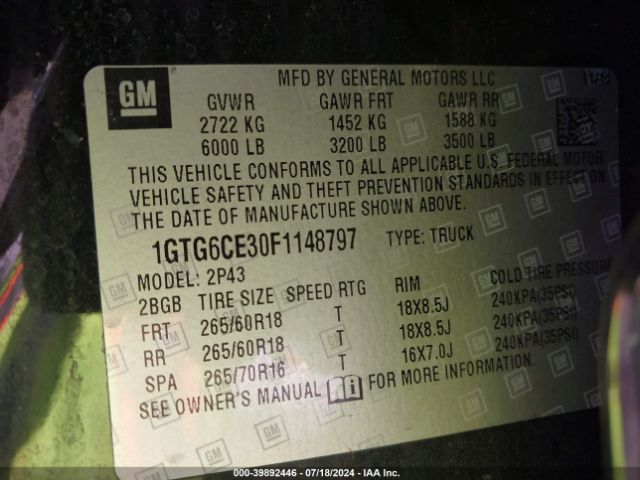 GM
MFD BY GENERAL MOTORS LLC 11/14
GVWR GAWR FRT GAWR RR
2722 KG 1452 KG 1588 KG
6000 LB 3200 LB 3500 LB
THIS VEHICLE CONFORMS TO ALL APPLICABLE U.S. FEDERAL MOTOR
VEHICLE SAFETY AND THEFT PREVENTION STANDARDS IN EFFECT ON
THE DATE OF MANUFACTURE SHOWN ABOVE.
1GTG6CE30F1148797 TYPE: TRUCK
MODEL: 2P43
2BGB TIRE SIZE SPEED RTG RIM COLD TIRE PRESSURE
FRT 265/60R18 T 18X8.5J 240KPA(35PSI)
RR 265/60R18 T 18X8.5J 240KPA(35PSI)
SPA 265/70R16 T 16X7.0J 240KPA(35PSI)
SEE OWNER'S MANUAL i FOR MORE INFORMATION.
000-39892446 - 07/18/2024 - IAA Inc.